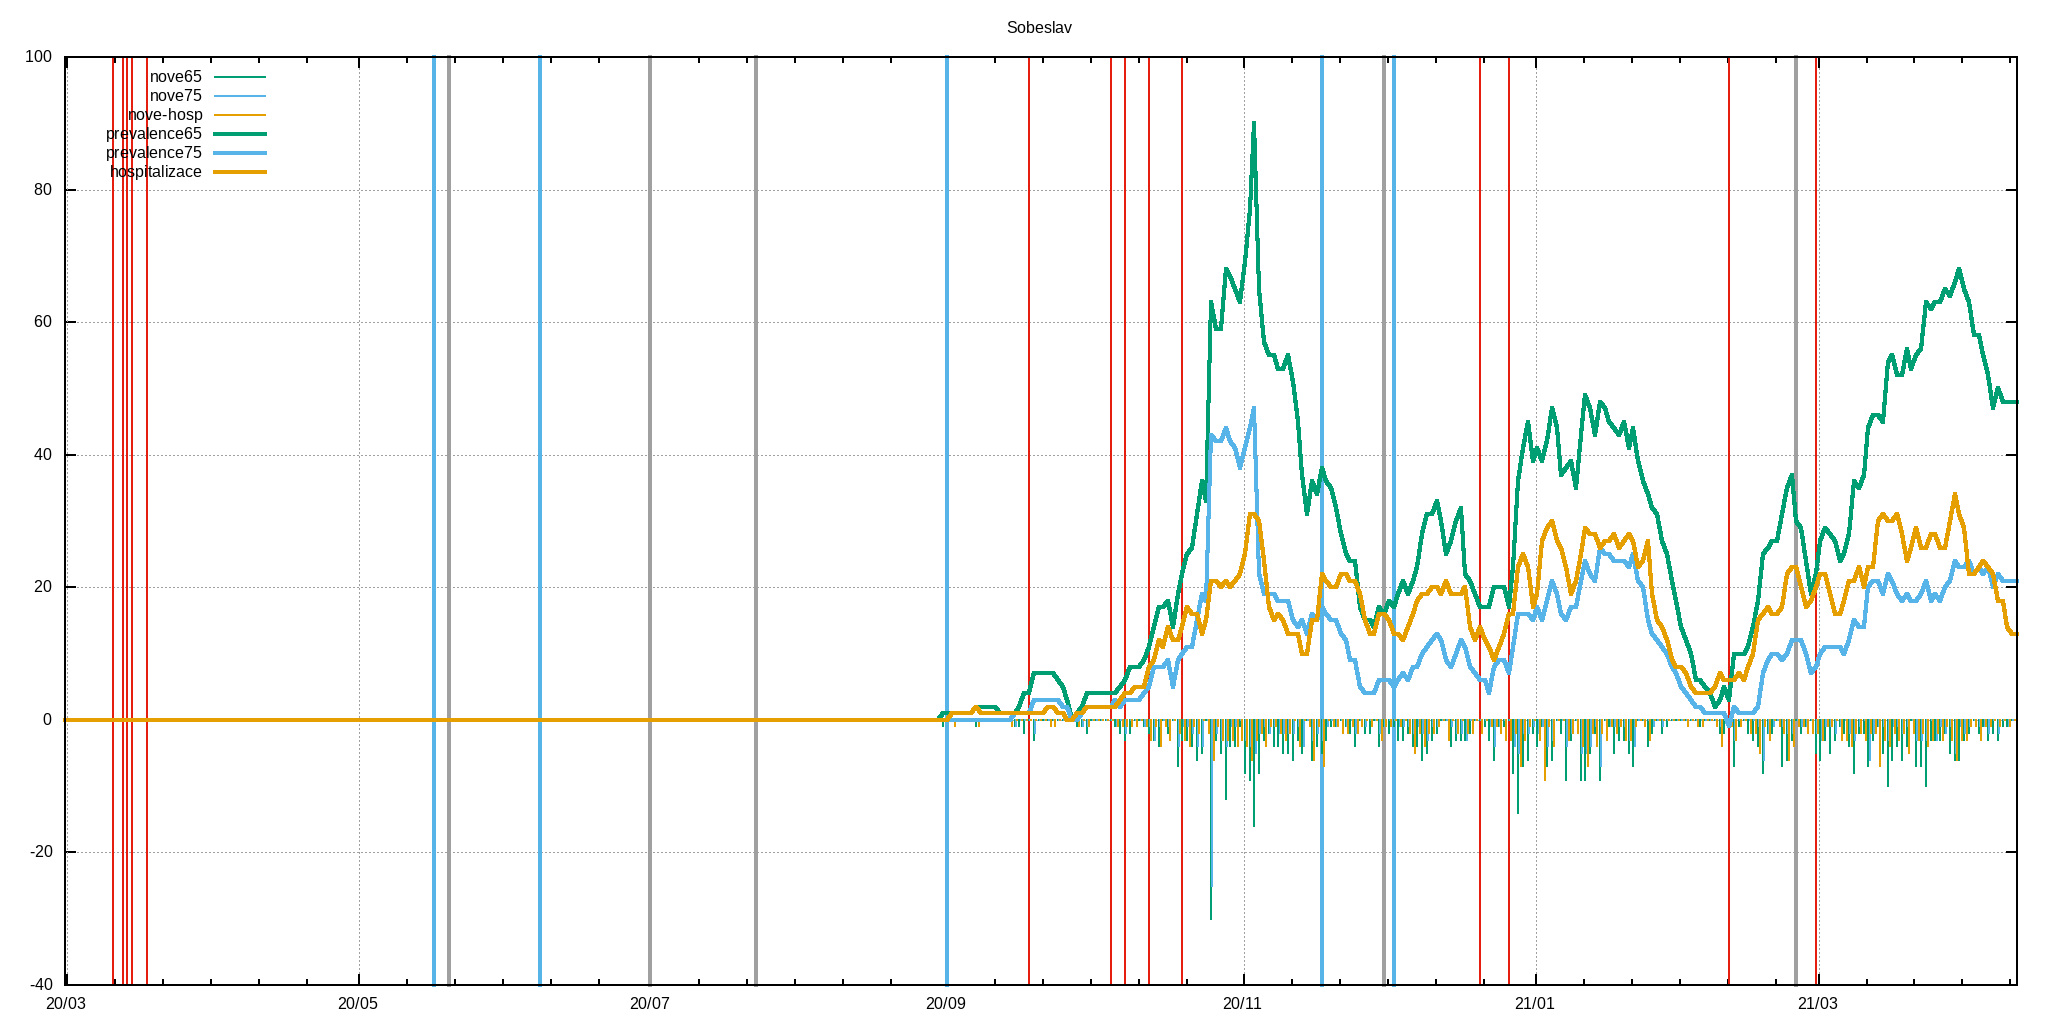 Sobeslav
100
nove65
nove75
nove-hosp
prevalence65
prevalence75
hospitalizace
80
60
40
20
0
-20
-40
20/03 20/05 20/07 20/09 20/11 21/01 21/03